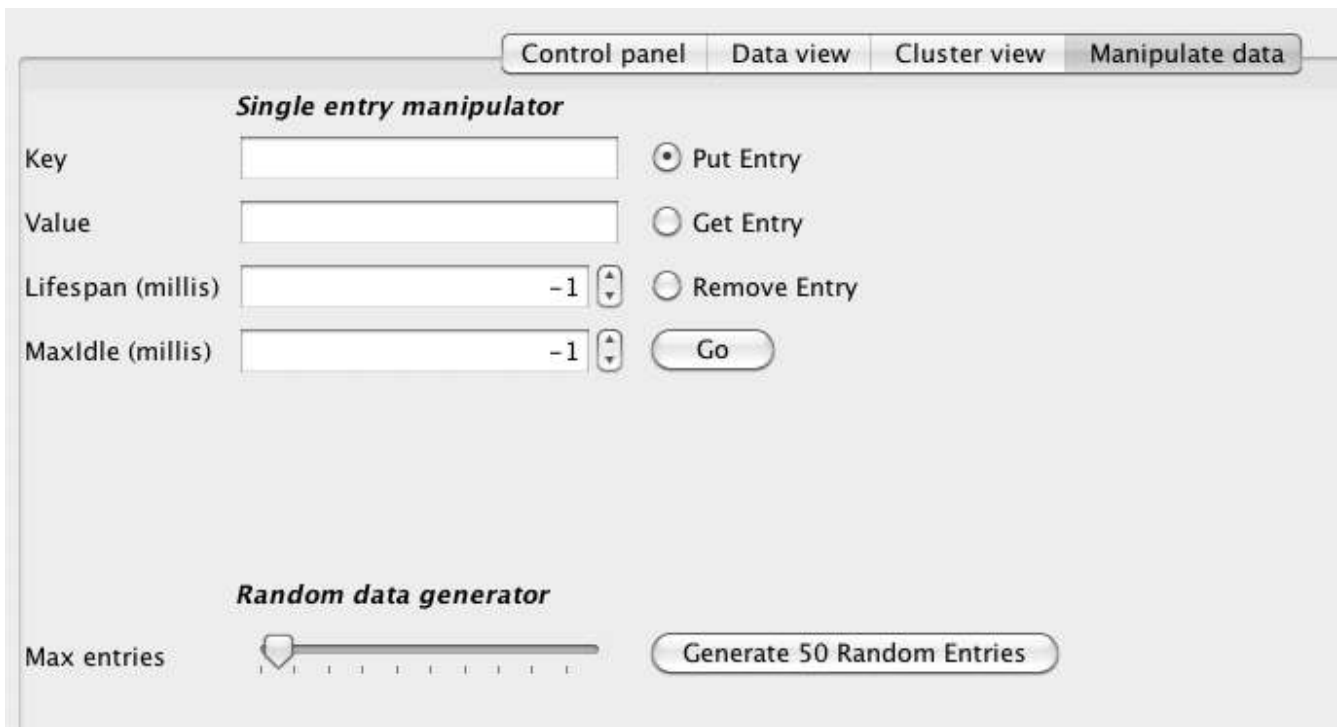 Control panel Data view Cluster view Manipulate data
Single entry manipulator
Key Put Entry
Value Get Entry
Lifespan (millis) -1 Remove Entry
MaxIdle (millis) -1 Go
Random data generator
Max entries Generate 50 Random Entries